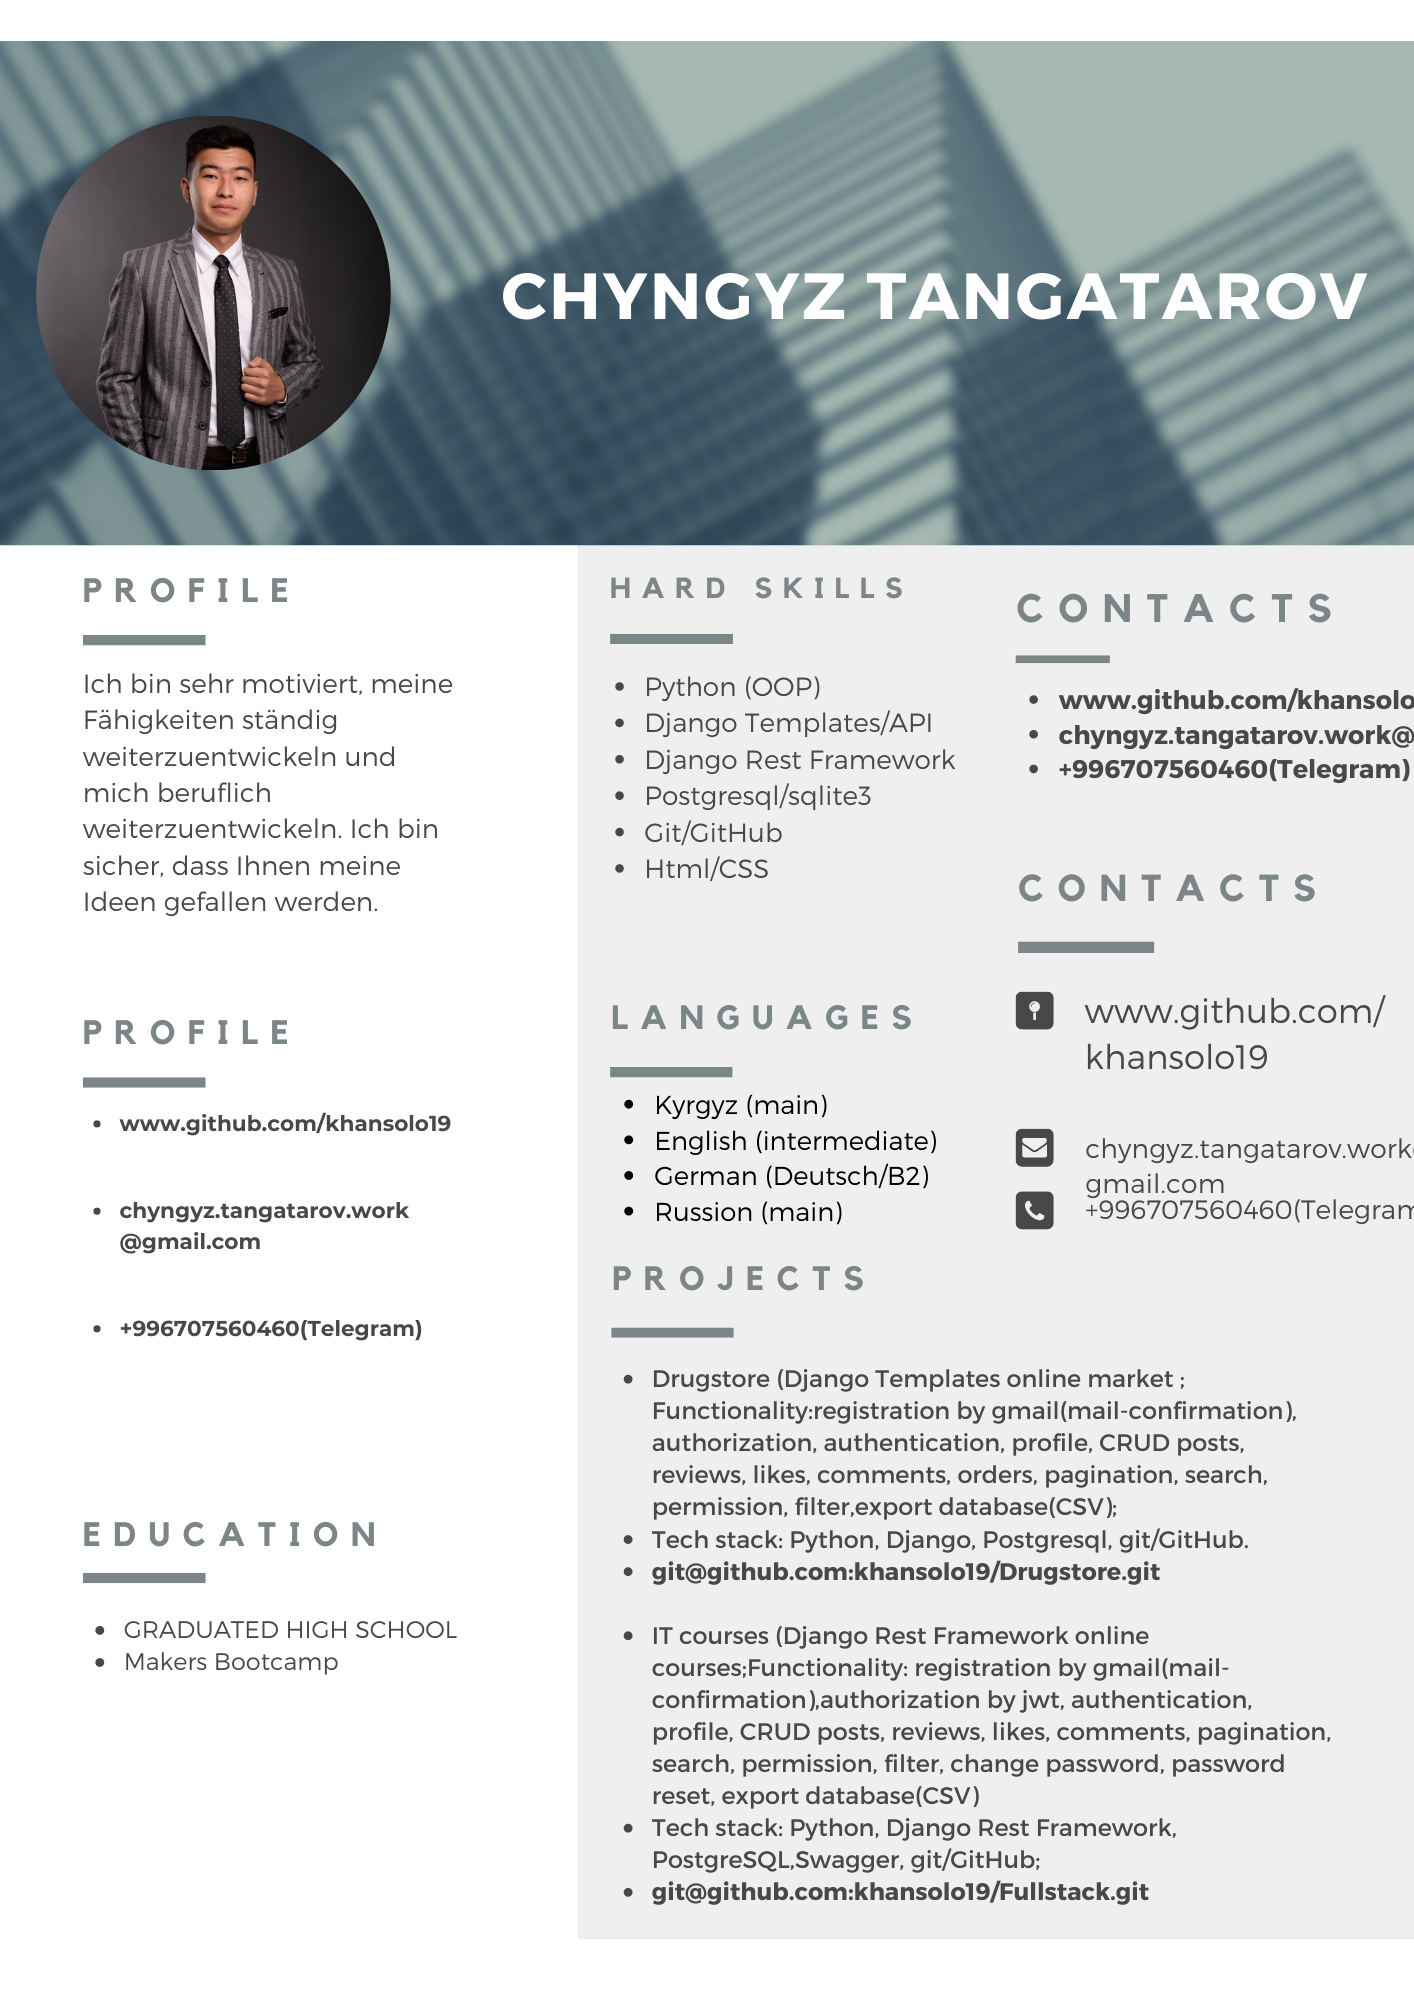 CHYNGYZ TANGATAROV
PROFILE
Ich bin sehr motiviert, meine
Fähigkeiten ständig
weiterzuentwickeln und
mich beruflich
weiterzuentwickeln. Ich bin
sicher, dass Ihnen meine
Ideen gefallen werden.
PROFILE
www.github.com/khansolo19
chyngyz.tangatarov.work
@gmail.com
+996707560460(Telegram)
EDUCATION
GRADUATED HIGH SCHOOL
Makers Bootcamp
HARD SKILLS
Python (OOP)
Django Templates/API
Django Rest Framework
Postgresql/sqlite3
Git/GitHub
Html/CSS
LANGUAGES
Kyrgyz (main)
English (intermediate)
German (Deutsch/B2)
Russion (main)
CONTACTS
www.github.com/khansolo
chyngyz.tangatarov.work@
+996707560460(Telegram)
CONTACTS
www.github.com/
khansolo19
chyngyz.tangatarov.work
gmail.com
+996707560460(Telegram
PROJECTS
Drugstore (Django Templates online market ;
Functionality:registration by gmail(mail-confirmation),
authorization, authentication, profile, CRUD posts,
reviews, likes, comments, orders, pagination, search,
permission, filter,export database(CSV);
Tech stack: Python, Django, Postgresql, git/GitHub.
git@github.com:khansolo19/Drugstore.git
IT courses (Django Rest Framework online
courses;Functionality: registration by gmail(mail-
confirmation),authorization by jwt, authentication,
profile, CRUD posts, reviews, likes, comments, pagination,
search, permission, filter, change password, password
reset, export database(CSV)
Tech stack: Python, Django Rest Framework,
PostgreSQL,Swagger, git/GitHub;
git@github.com:khansolo19/Fullstack.git